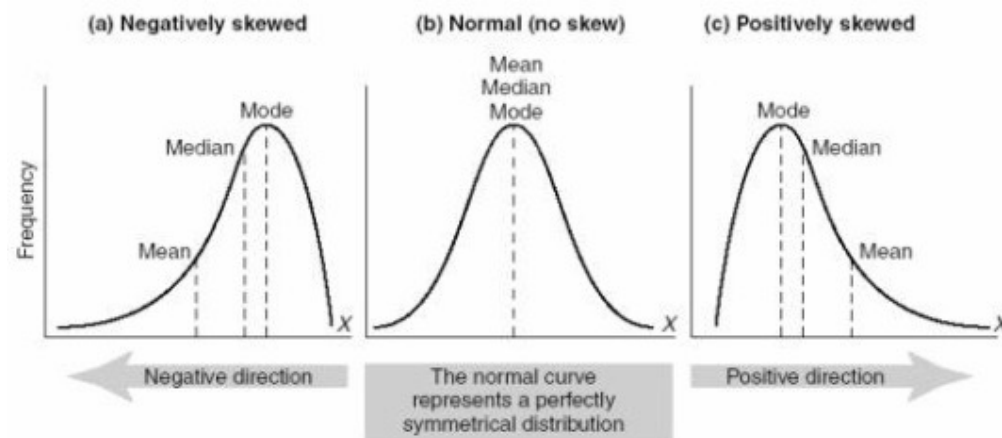 (a) Negatively skewed
(b) Normal (no skew)
(c) Positively skewed
Frequency
Mode
Median
Mean
X
Mean
Median
Mode
X
Mode
Median
Mean
X
Negative direction
The normal curve
represents a perfectly
symmetrical distribution
Positive direction